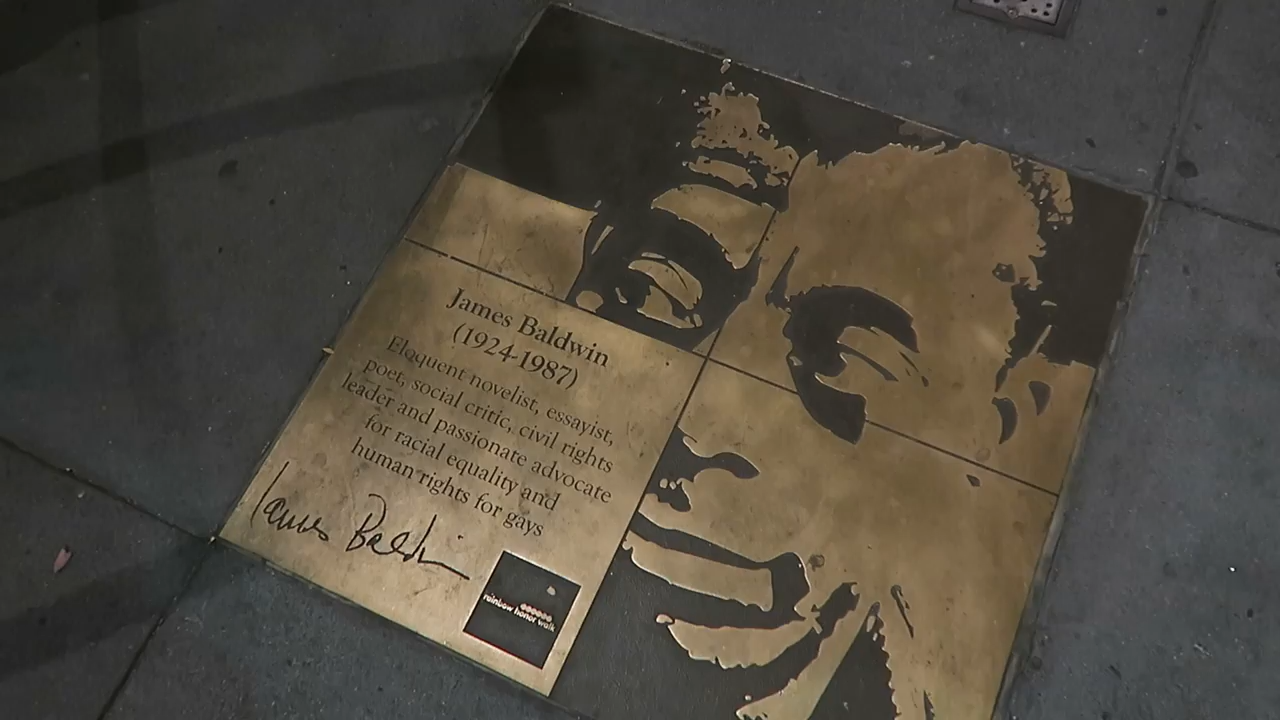 James Baldwin
(1924-1987)
Eloquent novelist, essayist,
poet, social critic, civil rights
leader and passionate advocate
for racial equality and
human rights for gays
James Baldwin
rainbow honor walk